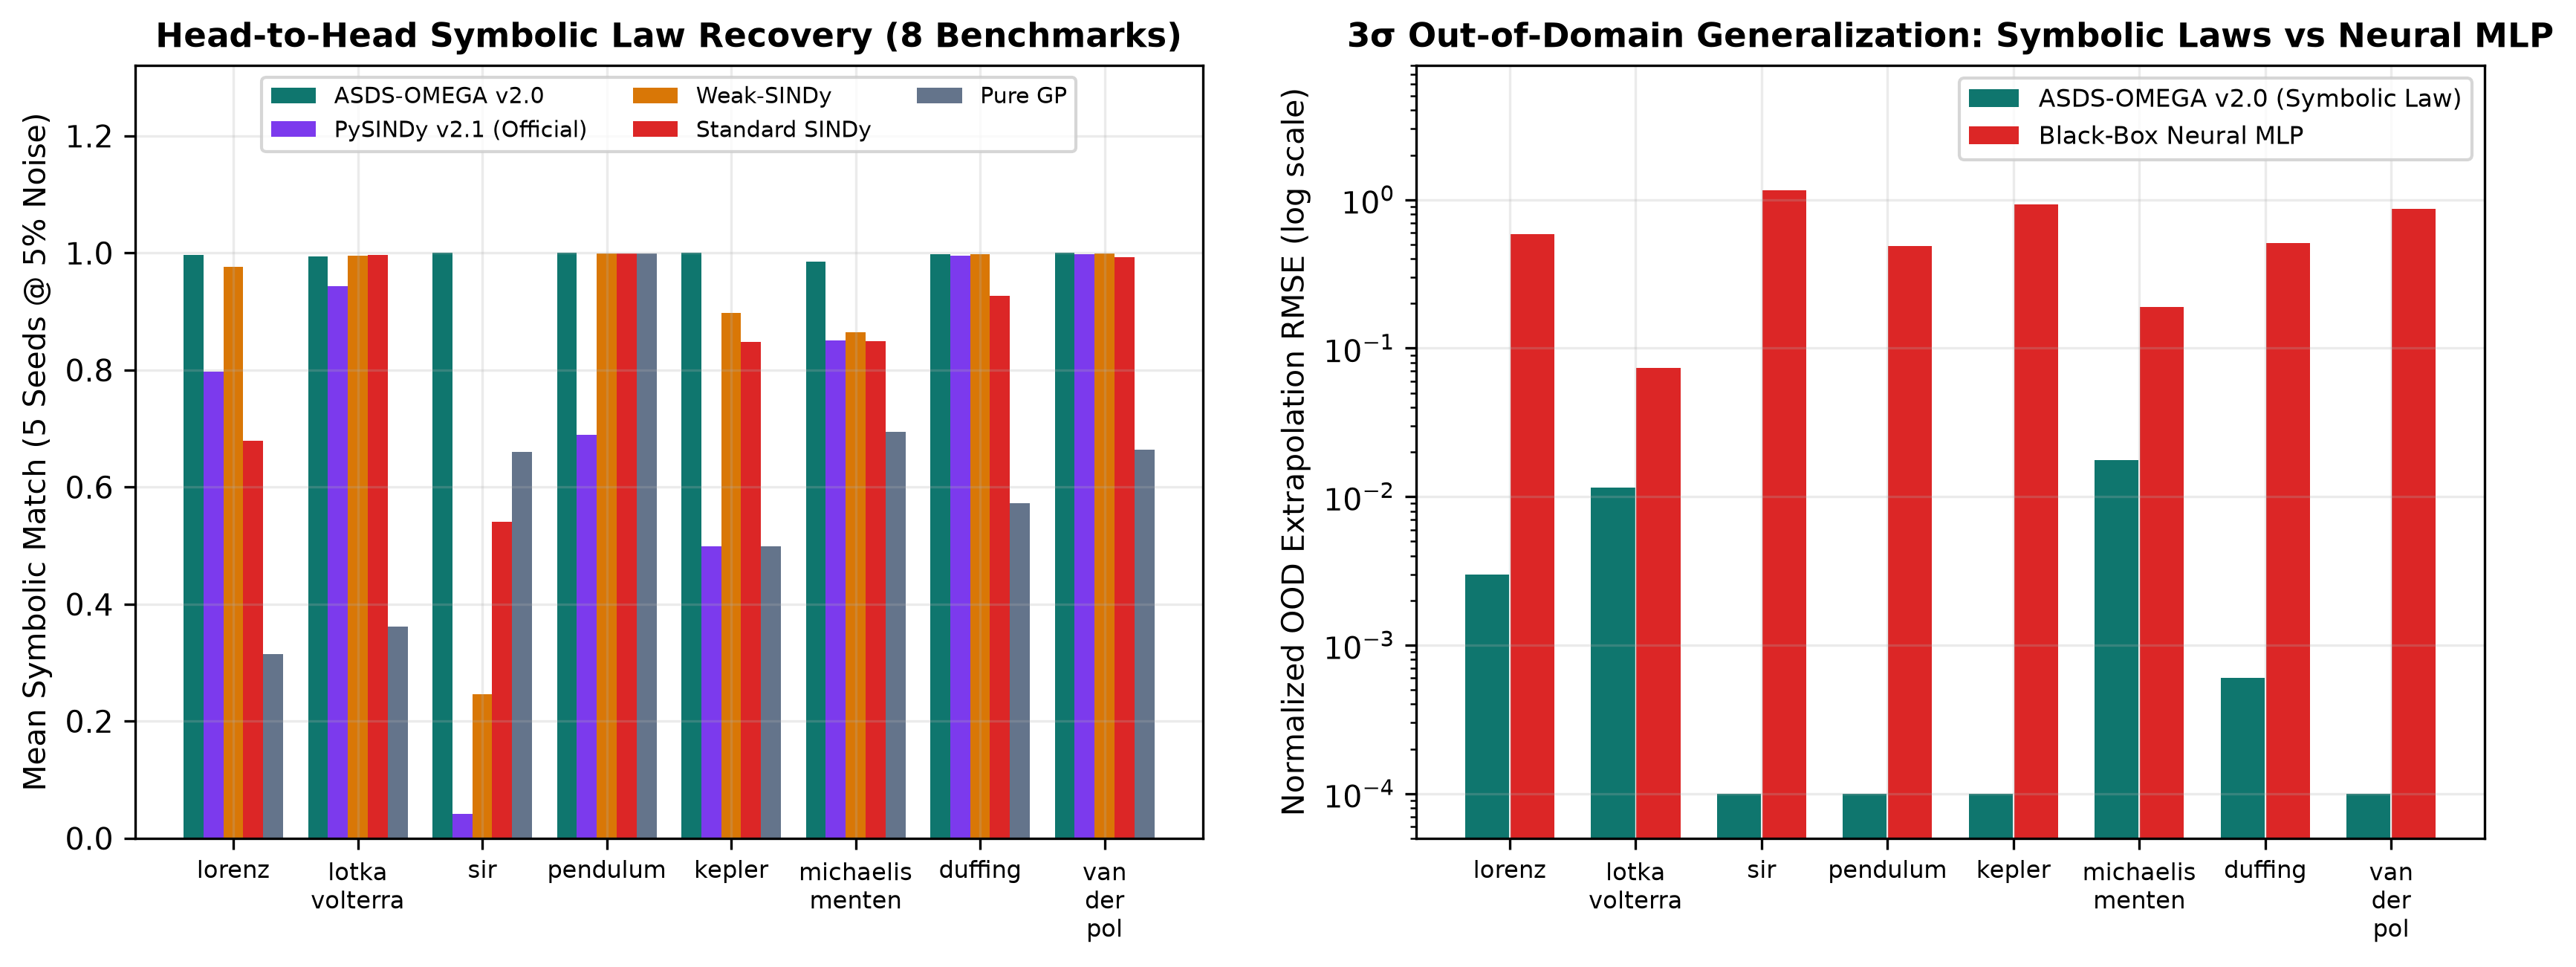 Head-to-Head Symbolic Law Recovery (8 Benchmarks)
Mean Symbolic Match (5 Seeds @ 5% Noise)
ASDS-OMEGA v2.0
PySINDy v2.1 (Official)
Weak-SINDy
Standard SINDy
Pure GP
1.2
1.0
0.8
0.6
0.4
0.2
0.0
lorenz
lotka
volterra
sir
pendulum
kepler
michaelis
menten
duffing
van
der
pol
3σ Out-of-Domain Generalization: Symbolic Laws vs Neural MLP
Normalized OOD Extrapolation RMSE (log scale)
ASDS-OMEGA v2.0 (Symbolic Law)
Black-Box Neural MLP
10⁰
10⁻¹
10⁻²
10⁻³
10⁻⁴
lorenz
lotka
volterra
sir
pendulum
kepler
michaelis
menten
duffing
van
der
pol